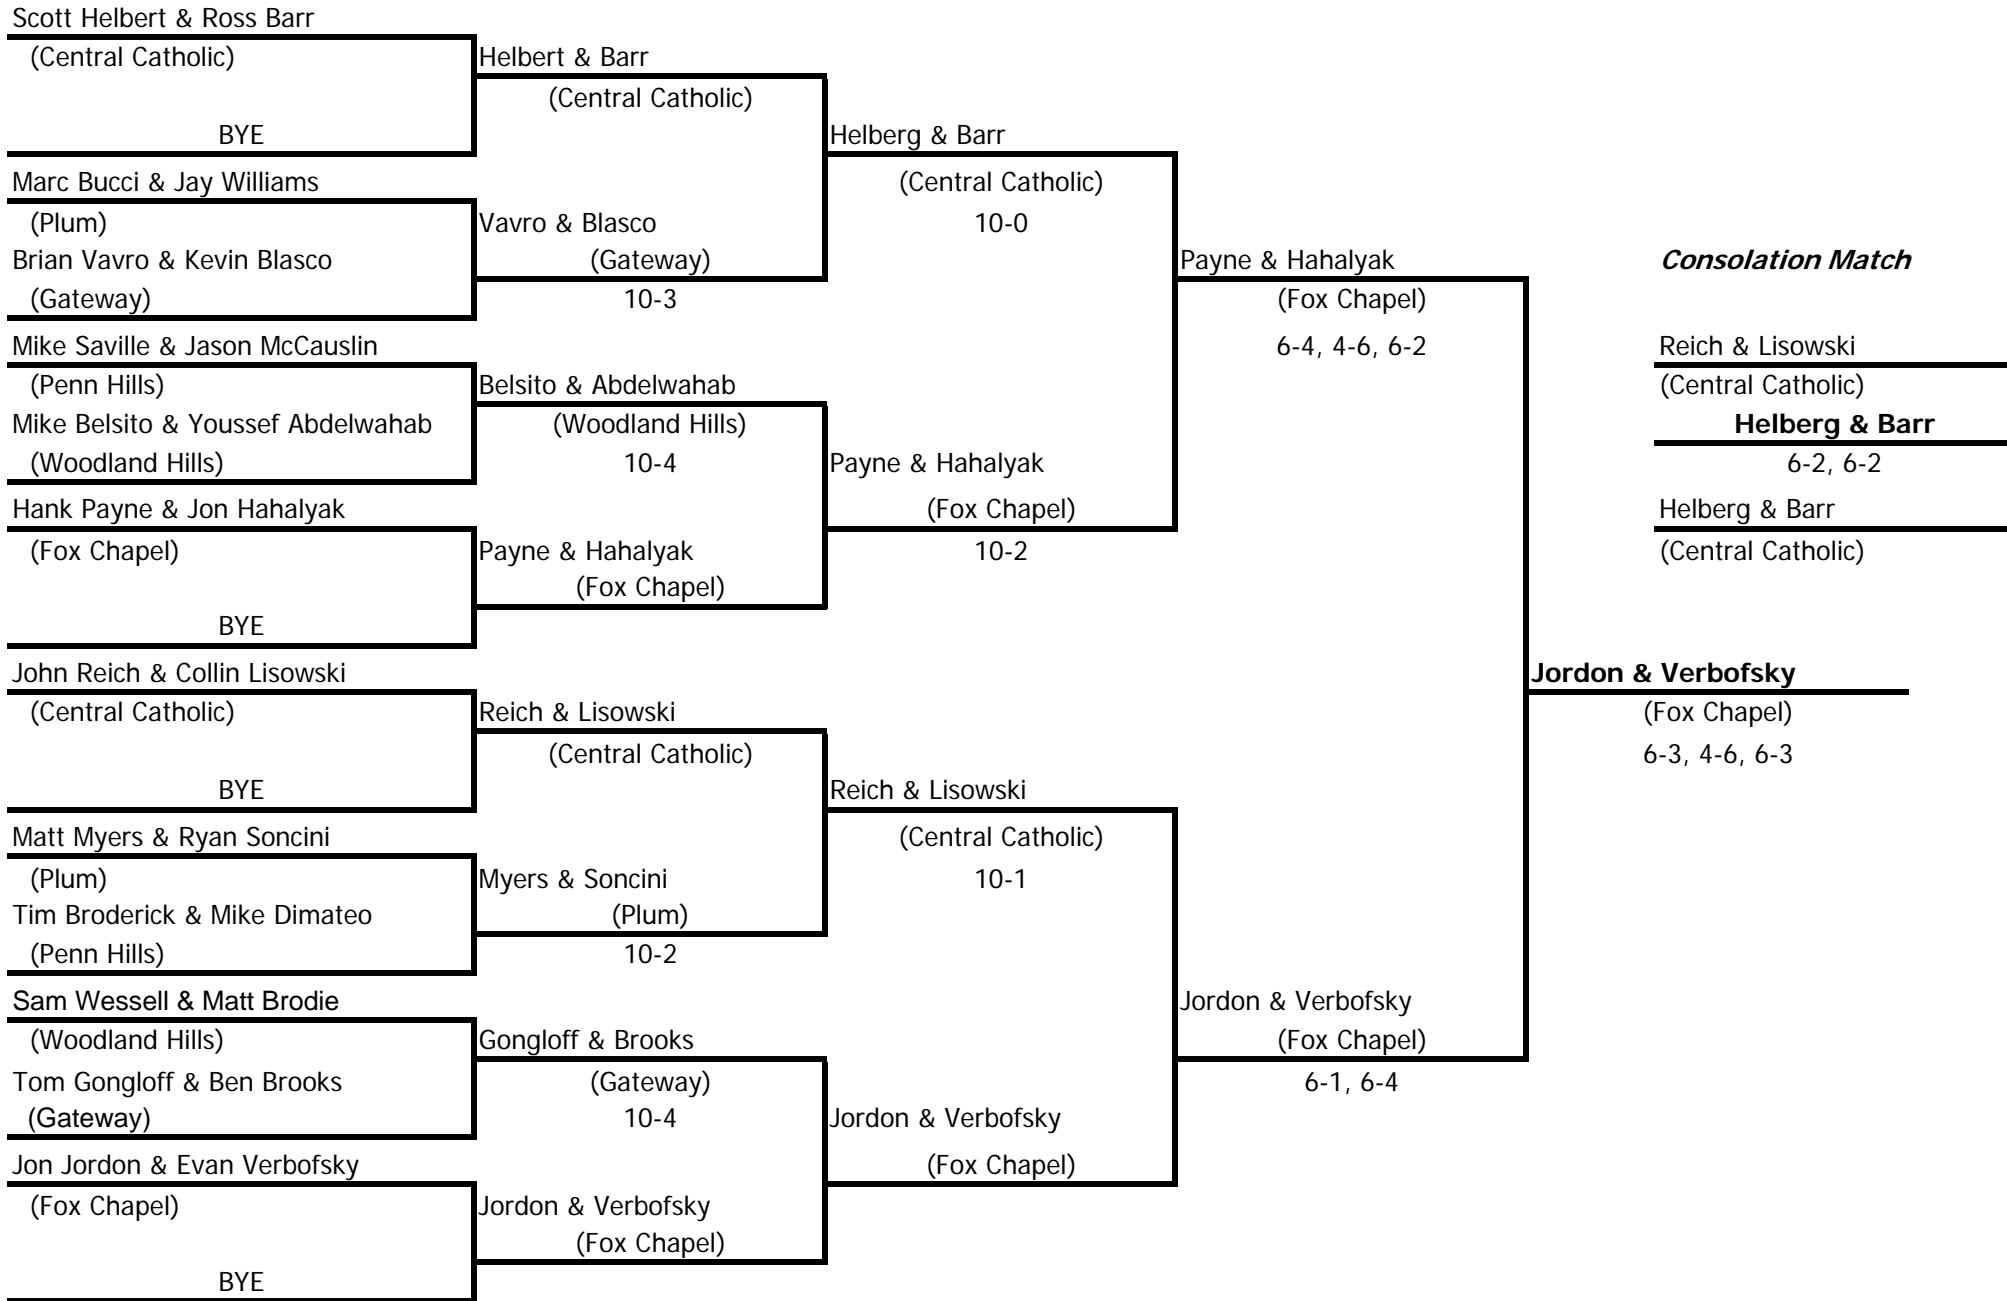 Scott Helbert & Ross Barr
(Central Catholic)
BYE
Marc Bucci & Jay Williams
(Plum)
Brian Vavro & Kevin Blasco
(Gateway)
Mike Saville & Jason McCauslin
(Penn Hills)
Mike Belsito & Youssef Abdelwahab
(Woodland Hills)
Hank Payne & Jon Hahalyak
(Fox Chapel)
BYE
John Reich & Collin Lisowski
(Central Catholic)
BYE
Matt Myers & Ryan Soncini
(Plum)
Tim Broderick & Mike Dimateo
(Penn Hills)
Sam Wessell & Matt Brodie
(Woodland Hills)
Tom Gongloff & Ben Brooks
(Gateway)
Jon Jordon & Evan Verbofsky
(Fox Chapel)
BYE
Helbert & Barr
(Central Catholic)
Vavro & Blasco
(Gateway)
10-3
Belsito & Abdelwahab
(Woodland Hills)
10-4
Payne & Hahalyak
(Fox Chapel)
Reich & Lisowski
(Central Catholic)
Myers & Soncini
(Plum)
10-2
Gongloff & Brooks
(Gateway)
10-4
Jordon & Verbofsky
(Fox Chapel)
Helberg & Barr
(Central Catholic)
10-0
Payne & Hahalyak
(Fox Chapel)
10-2
Reich & Lisowski
(Central Catholic)
10-1
Jordon & Verbofsky
(Fox Chapel)
Payne & Hahalyak
(Fox Chapel)
6-4, 4-6, 6-2
Jordon & Verbofsky
(Fox Chapel)
6-1, 6-4
Jordon & Verbofsky
(Fox Chapel)
6-3, 4-6, 6-3
Consolation Match
Reich & Lisowski
(Central Catholic)
Helberg & Barr
6-2, 6-2
Helberg & Barr
(Central Catholic)